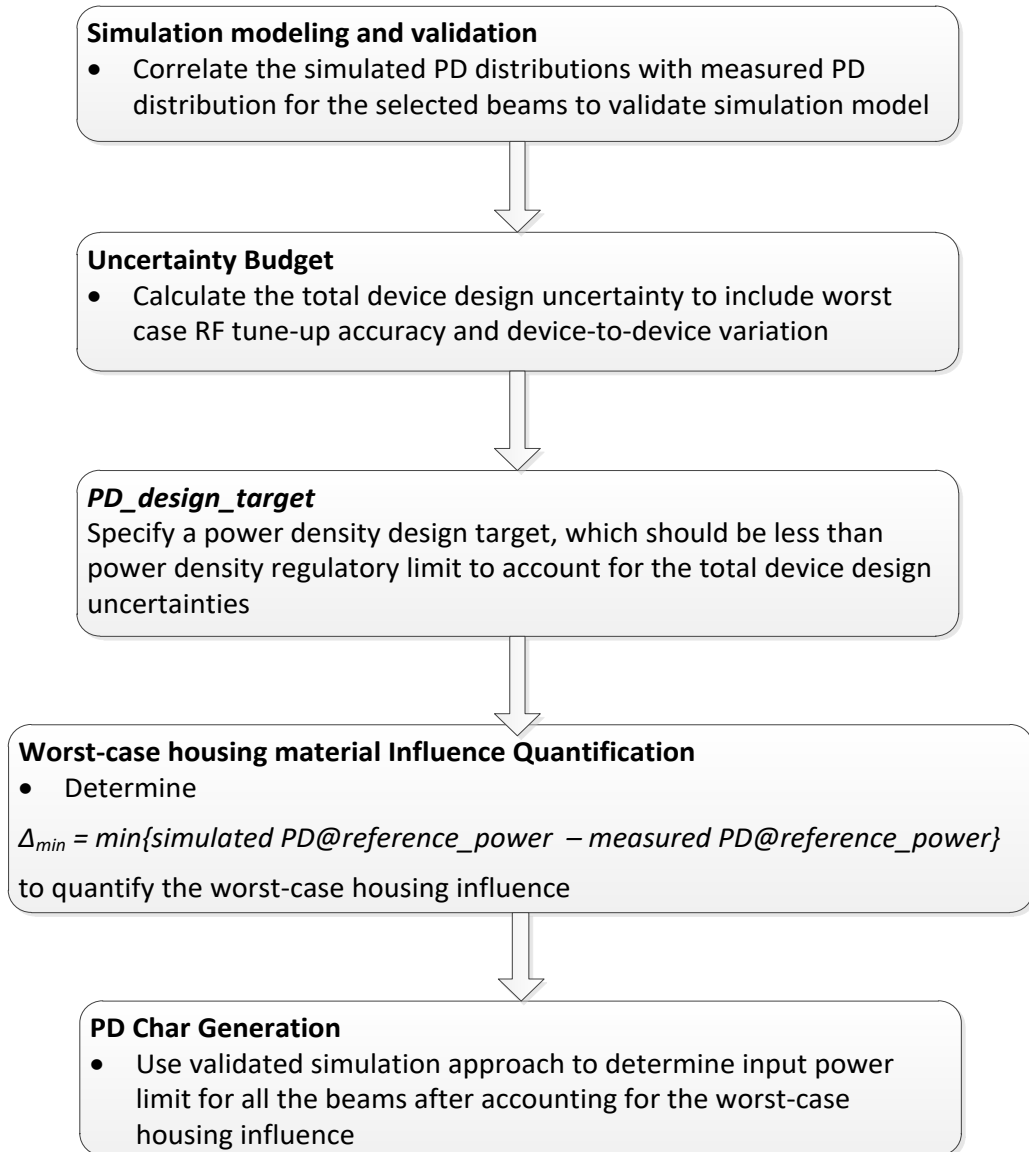 Simulation modeling and validation
• Correlate the simulated PD distributions with measured PD
distribution for the selected beams to validate simulation model
Uncertainty Budget
• Calculate the total device design uncertainty to include worst
case RF tune-up accuracy and device-to-device variation
PD_design_target
Specify a power density design target, which should be less than
power density regulatory limit to account for the total device design
uncertainties
Worst-case housing material Influence Quantification
• Determine
Δmin = min{simulated PD@reference_power – measured PD@reference_power}
to quantify the worst-case housing influence
PD Char Generation
• Use validated simulation approach to determine input power
limit for all the beams after accounting for the worst-case
housing influence